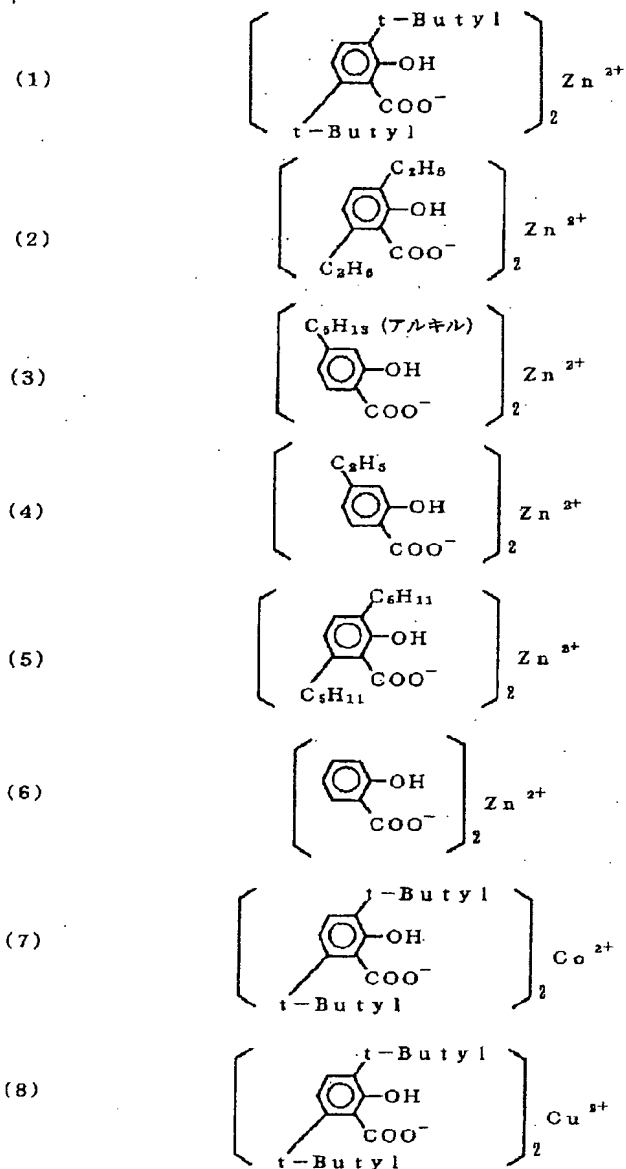 t-Butyl
(1) OH Zn 2+
COO-
2
t-Butyl
C2H5
(2) OH Zn 2+
COO-
2
C2H5
C5H13 (アルキル)
(3) OH Zn 2+
COO-
2
C2H5
(4) OH Zn 2+
COO-
2
C5H11
(5) OH Zn 2+
COO-
2
C5H11
(6) OH Zn 2+
COO-
2
t-Butyl
(7) OH Co 2+
COO-
2
t-Butyl
t-Butyl
(8) OH Cu 2+
COO-
2
t-Butyl